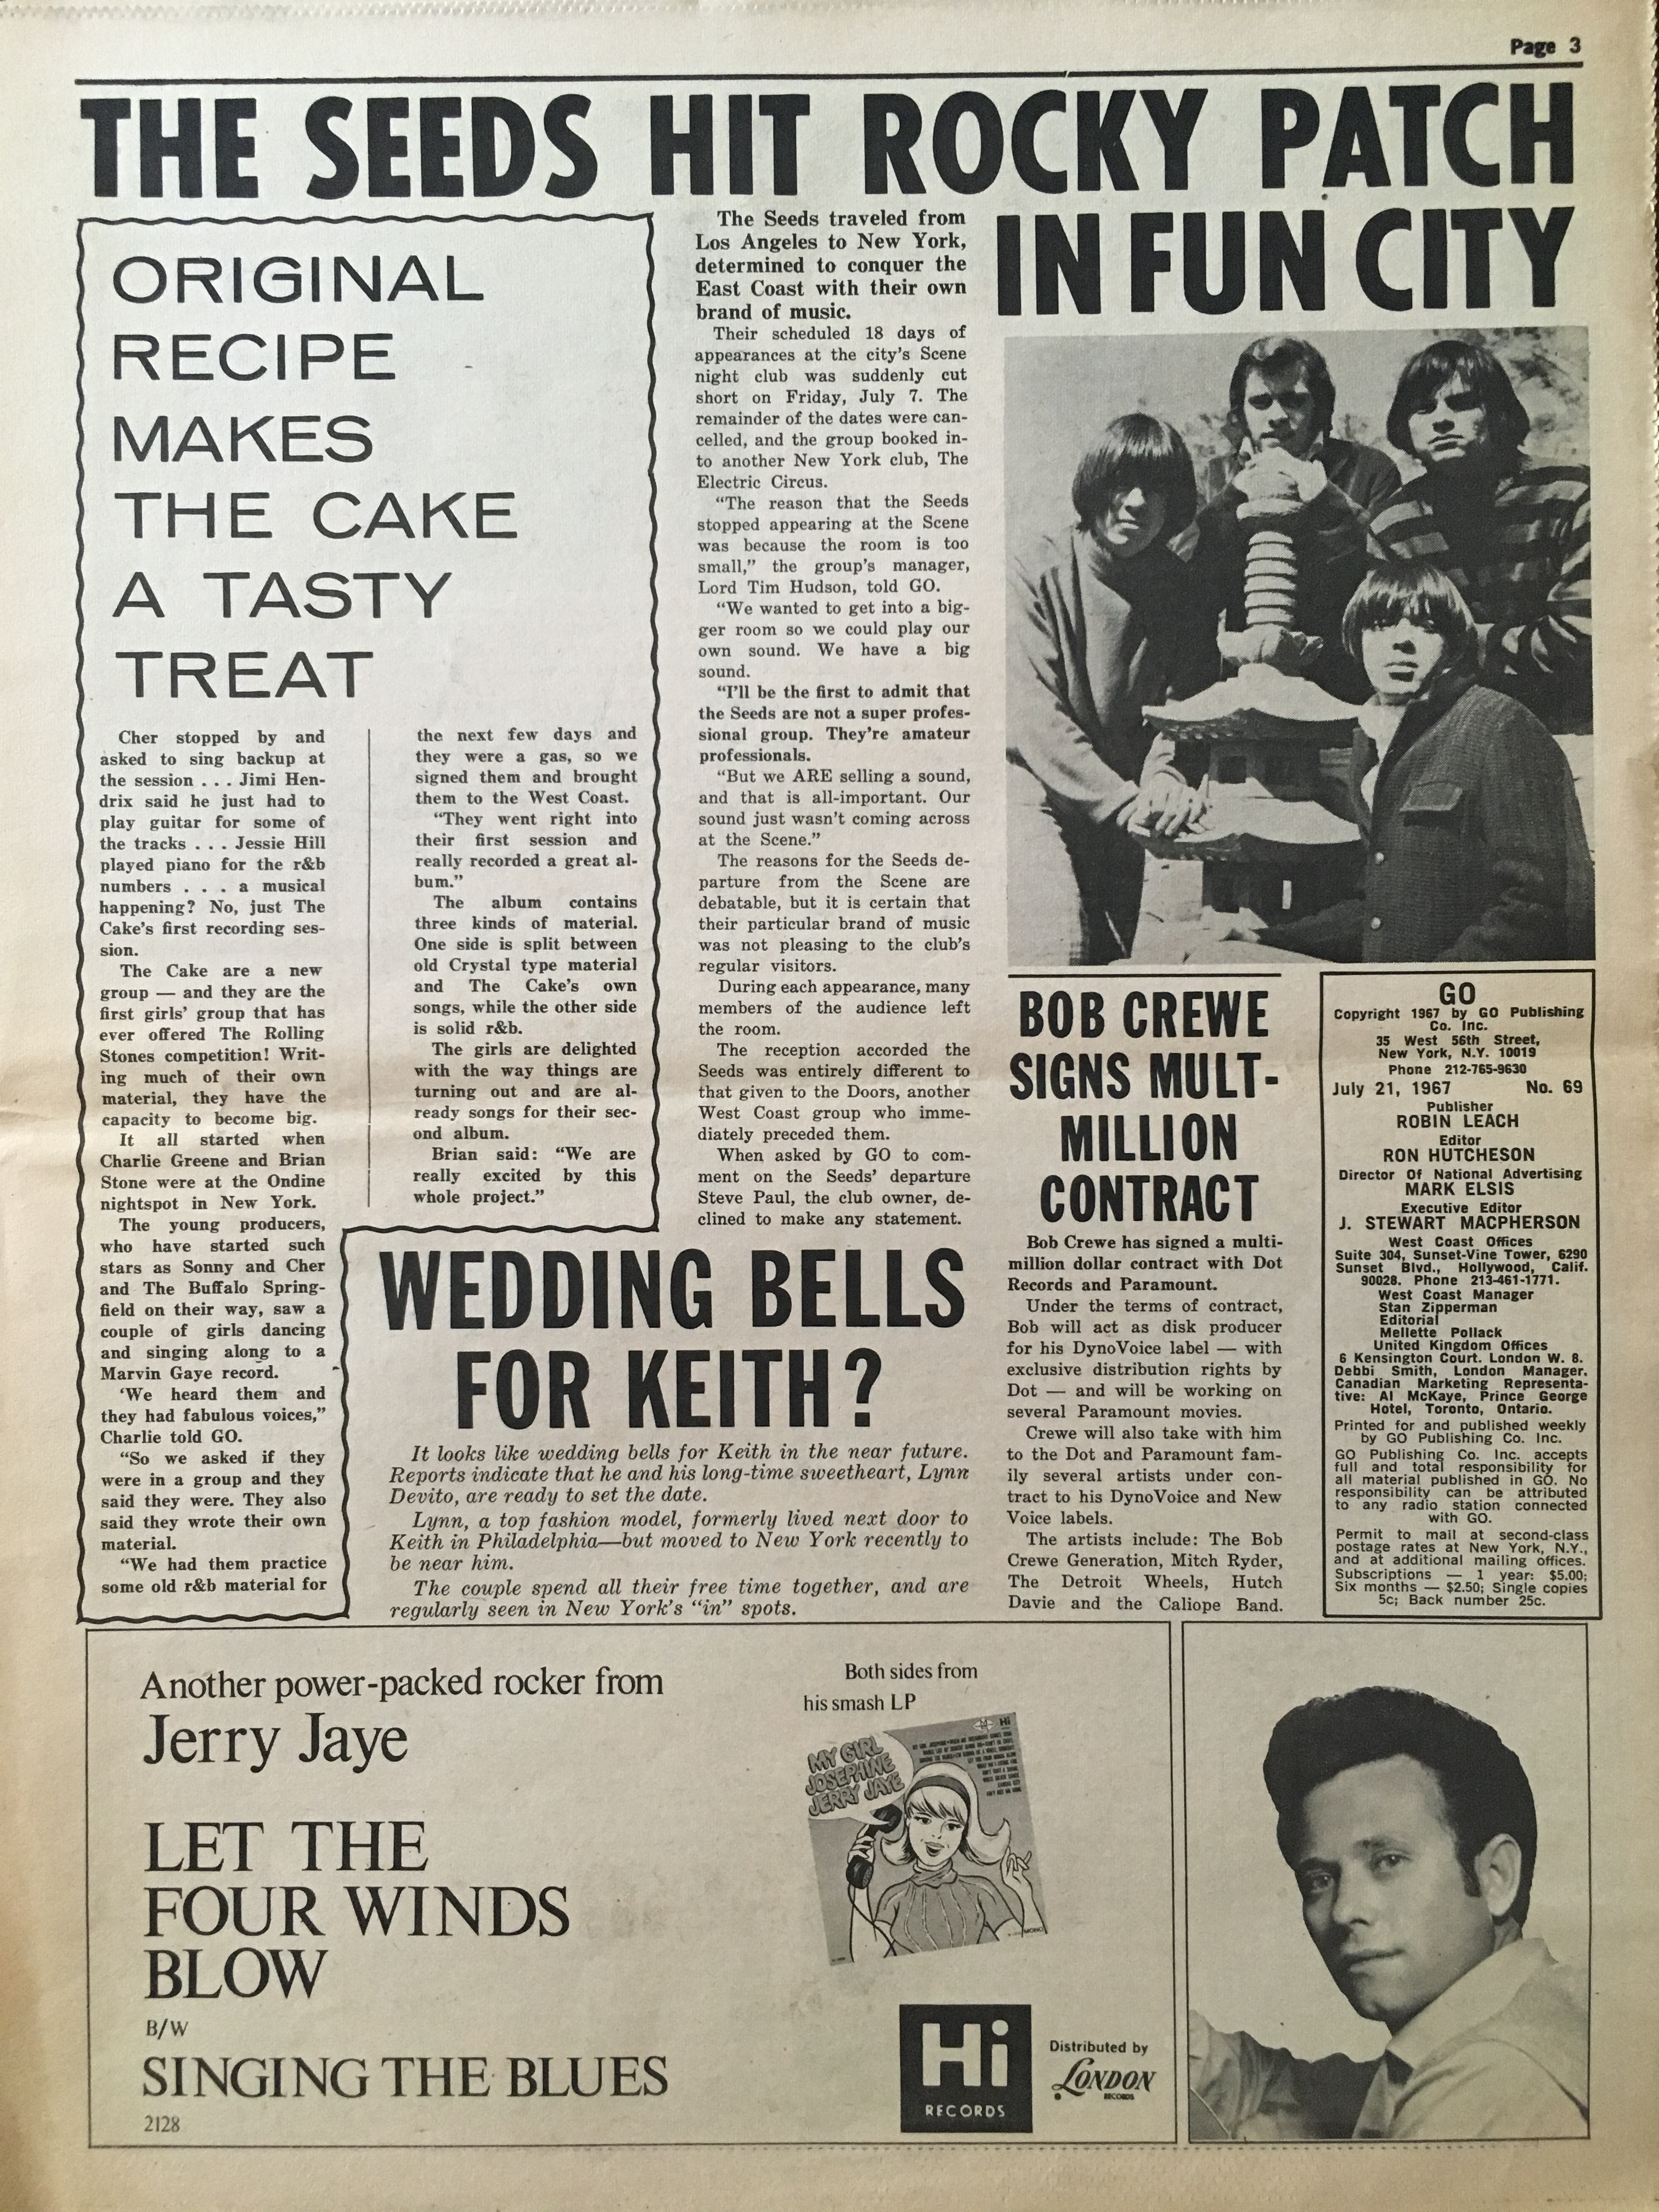 Page 3
THE SEEDS HIT ROCKY PATCH
IN FUN CITY
ORIGINAL
RECIPE
MAKES
THE CAKE
A TASTY
TREAT
Cher stopped by and
asked to sing backup at
the session . . . Jimi Hen-
drix said he just had to
play guitar for some of
the tracks . . . Jessie Hill
played piano for the r&b
numbers . . . a musical
happening? No, just The
Cake's first recording ses-
sion.
The Cake are a new
group — and they are the
first girls' group that has
ever offered The Rolling
Stones competition! Writ-
ing much of their own
material, they have the
capacity to become big.
It all started when
Charlie Greene and Brian
Stone were at the Ondine
nightspot in New York.
The young producers,
who have started such
stars as Sonny and Cher
and The Buffalo Spring-
field on their way, saw a
couple of girls dancing
and singing along to a
Marvin Gaye record.
'We heard them and
they had fabulous voices,"
Charlie told GO.
"So we asked if they
were in a group and they
said they were. They also
said they wrote their own
material.
"We had them practice
some old r&b material for
the next few days and
they were a gas, so we
signed them and brought
them to the West Coast.
"They went right into
their first session and
really recorded a great al-
bum."
The album contains
three kinds of material.
One side is split between
old Crystal type material
and The Cake's own
songs, while the other side
is solid r&b.
The girls are delighted
with the way things are
turning out and are al-
ready songs for their sec-
ond album.
Brian said: "We are
really excited by this
whole project."
The Seeds traveled from
Los Angeles to New York,
determined to conquer the
East Coast with their own
brand of music.
Their scheduled 18 days of
appearances at the city's Scene
night club was suddenly cut
short on Friday, July 7. The
remainder of the dates were can-
celled, and the group booked in-
to another New York club, The
Electric Circus.
"The reason that the Seeds
stopped appearing at the Scene
was because the room is too
small," the group's manager,
Lord Tim Hudson, told GO.
"We wanted to get into a big-
ger room so we could play our
own sound. We have a big
sound.
"I'll be the first to admit that
the Seeds are not a super profes-
sional group. They're amateur
professionals.
"But we ARE selling a sound,
and that is all-important. Our
sound just wasn't coming across
at the Scene."
The reasons for the Seeds de-
parture from the Scene are
debatable, but it is certain that
their particular brand of music
was not pleasing to the club's
regular visitors.
During each appearance, many
members of the audience left
the room.
The reception accorded the
Seeds was entirely different to
that given to the Doors, another
West Coast group who imme-
diately preceded them.
When asked by GO to com-
ment on the Seeds' departure
Steve Paul, the club owner, de-
clined to make any statement.
WEDDING BELLS
FOR KEITH?
It looks like wedding bells for Keith in the near future.
Reports indicate that he and his long-time sweetheart, Lynn
Devito, are ready to set the date.
Lynn, a top fashion model, formerly lived next door to
Keith in Philadelphia—but moved to New York recently to
be near him.
The couple spend all their free time together, and are
regularly seen in New York's "in" spots.
BOB CREWE
SIGNS MULT-
MILLION
CONTRACT
Bob Crewe has signed a multi-
million dollar contract with Dot
Records and Paramount.
Under the terms of contract,
Bob will act as disk producer
for his DynoVoice label — with
exclusive distribution rights by
Dot — and will be working on
several Paramount movies.
Crewe will also take with him
to the Dot and Paramount fam-
ily several artists under con-
tract to his DynoVoice and New
Voice labels.
The artists include: The Bob
Crewe Generation, Mitch Ryder,
The Detroit Wheels, Hutch
Davie and the Caliope Band.
GO
Copyright 1967 by GO Publishing
Co. Inc.
35 West 56th Street,
New York, N.Y. 10019
Phone 212-765-9630
July 21, 1967 No. 69
Publisher
ROBIN LEACH
Editor
RON HUTCHESON
Director Of National Advertising
MARK ELSIS
Executive Editor
J. STEWART MACPHERSON
West Coast Offices
Suite 304, Sunset-Vine Tower, 6290
Sunset Blvd., Hollywood, Calif.
90028. Phone 213-461-1771.
West Coast Manager
Stan Zipperman
Editorial
Mellette Pollack
United Kingdom Offices
6 Kensington Court. London W. 8.
Debbi Smith, London Manager.
Canadian Marketing Representa-
tive: Al McKaye, Prince George
Hotel, Toronto, Ontario.
Printed for and published weekly
by GO Publishing Co. Inc.
GO Publishing Co. Inc. accepts
full and total responsibility for
all material published in GO. No
responsibility can be attributed
to any radio station connected
with GO.
Permit to mail at second-class
postage rates at New York, N.Y.,
and at additional mailing offices.
Subscriptions — 1 year: $5.00;
Six months — $2.50; Single copies
5c; Back number 25c.
Another power-packed rocker from
Jerry Jaye
LET THE
FOUR WINDS
BLOW
B/W
SINGING THE BLUES
2128
Both sides from
his smash LP
MY GIRL
JOSEPHINE
JERRY JAYE
Hi
Hi
RECORDS
Distributed by
LONDON
RECORDS